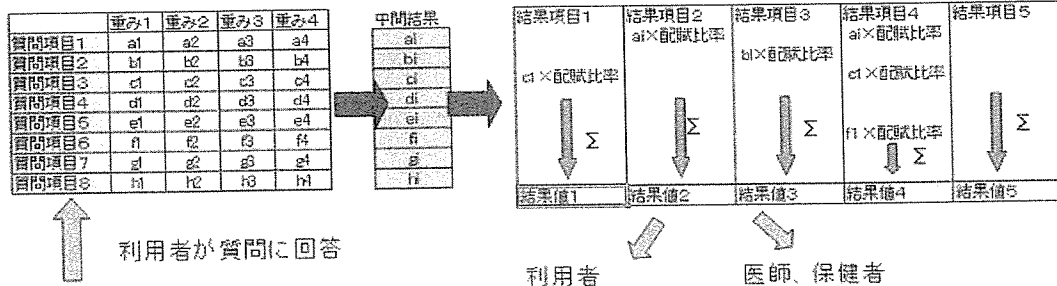 重み1 重み2 重み3 重み4
質問項目1 a1 a2 a3 a4
質問項目2 b1 b2 b3 b4
質問項目3 c1 c2 c3 c4
質問項目4 d1 d2 d3 d4
質問項目5 e1 e2 e3 e4
質問項目6 f1 f2 f3 f4
質問項目7 g1 g2 g3 g4
質問項目8 h1 h2 h3 h4
利用者が質問に回答
中間結果
ai
bi
ci
di
ei
fi
gi
hi
結果項目1 結果項目2 結果項目3 結果項目4 結果項目5
ai×配賦比率 ai×配賦比率
bi×配賦比率
c1×配賦比率 c1×配賦比率
f1×配賦比率
Σ Σ Σ Σ Σ
結果値1 結果値2 結果値3 結果値4 結果値5
利用者 医師、保健者